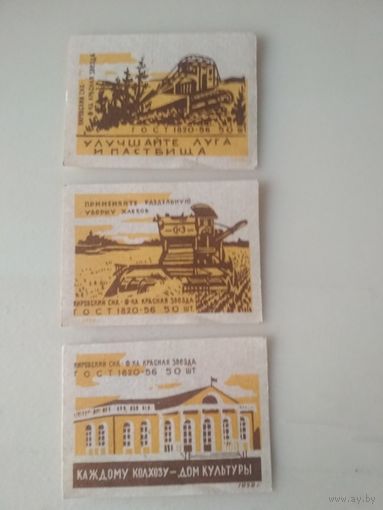 КИРОВСКИЙ СНХ.
Ф-КА КРАСНАЯ ЗВЕЗДА
ГОСТ 1820-56 50 ШТ
УЛУЧШАЙТЕ ЛУГА
И ПАСТБИЩА
ПРИМЕНЯЙТЕ РАЗДЕЛЬНУЮ
УБОРКУ ХЛЕБОВ
КИРОВСКИЙ СНХ. Ф-КА КРАСНАЯ ЗВЕЗДА
ГОСТ 1820-56 50 ШТ
КИРОВСКИЙ СНХ. Ф-КА КРАСНАЯ ЗВЕЗДА
ГОСТ 1820-56 50 ШТ
КАЖДОМУ КОЛХОЗУ — ДОМ КУЛЬТУРЫ
www.ay.by